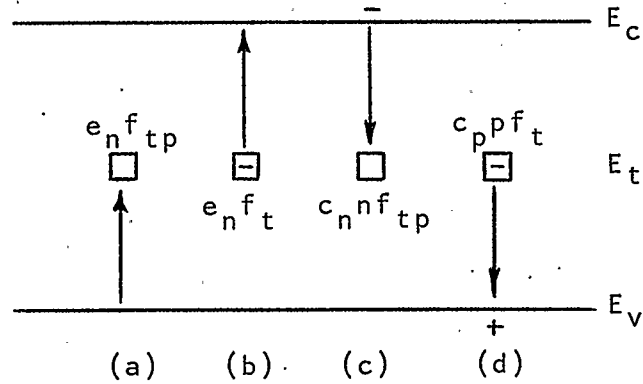 − E_c
e_n f_tp c_p p f_t
− − E_t
e_n f_t c_n n f_tp
E_v
+
(a) (b) (c) (d)